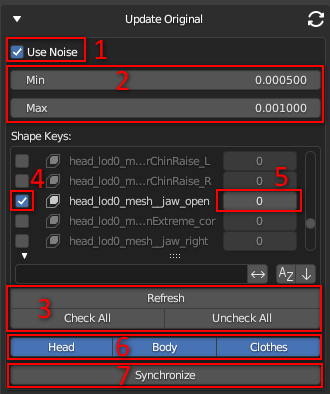 Update Original
Use Noise 1
Min 2 0.000500
Max 0.001000
Shape Keys:
head_lod0_m...rChinRaise_L 0
4 head_lod0_m...rChinRaise_R 0 5
head_lod0_mesh__jaw_open 0
head_lod0_m...nExtreme_cor 0
head_lod0_mesh__jaw_right 0
AZ
Refresh
3 Check All Uncheck All
Head Body Clothes
6
7 Synchronize